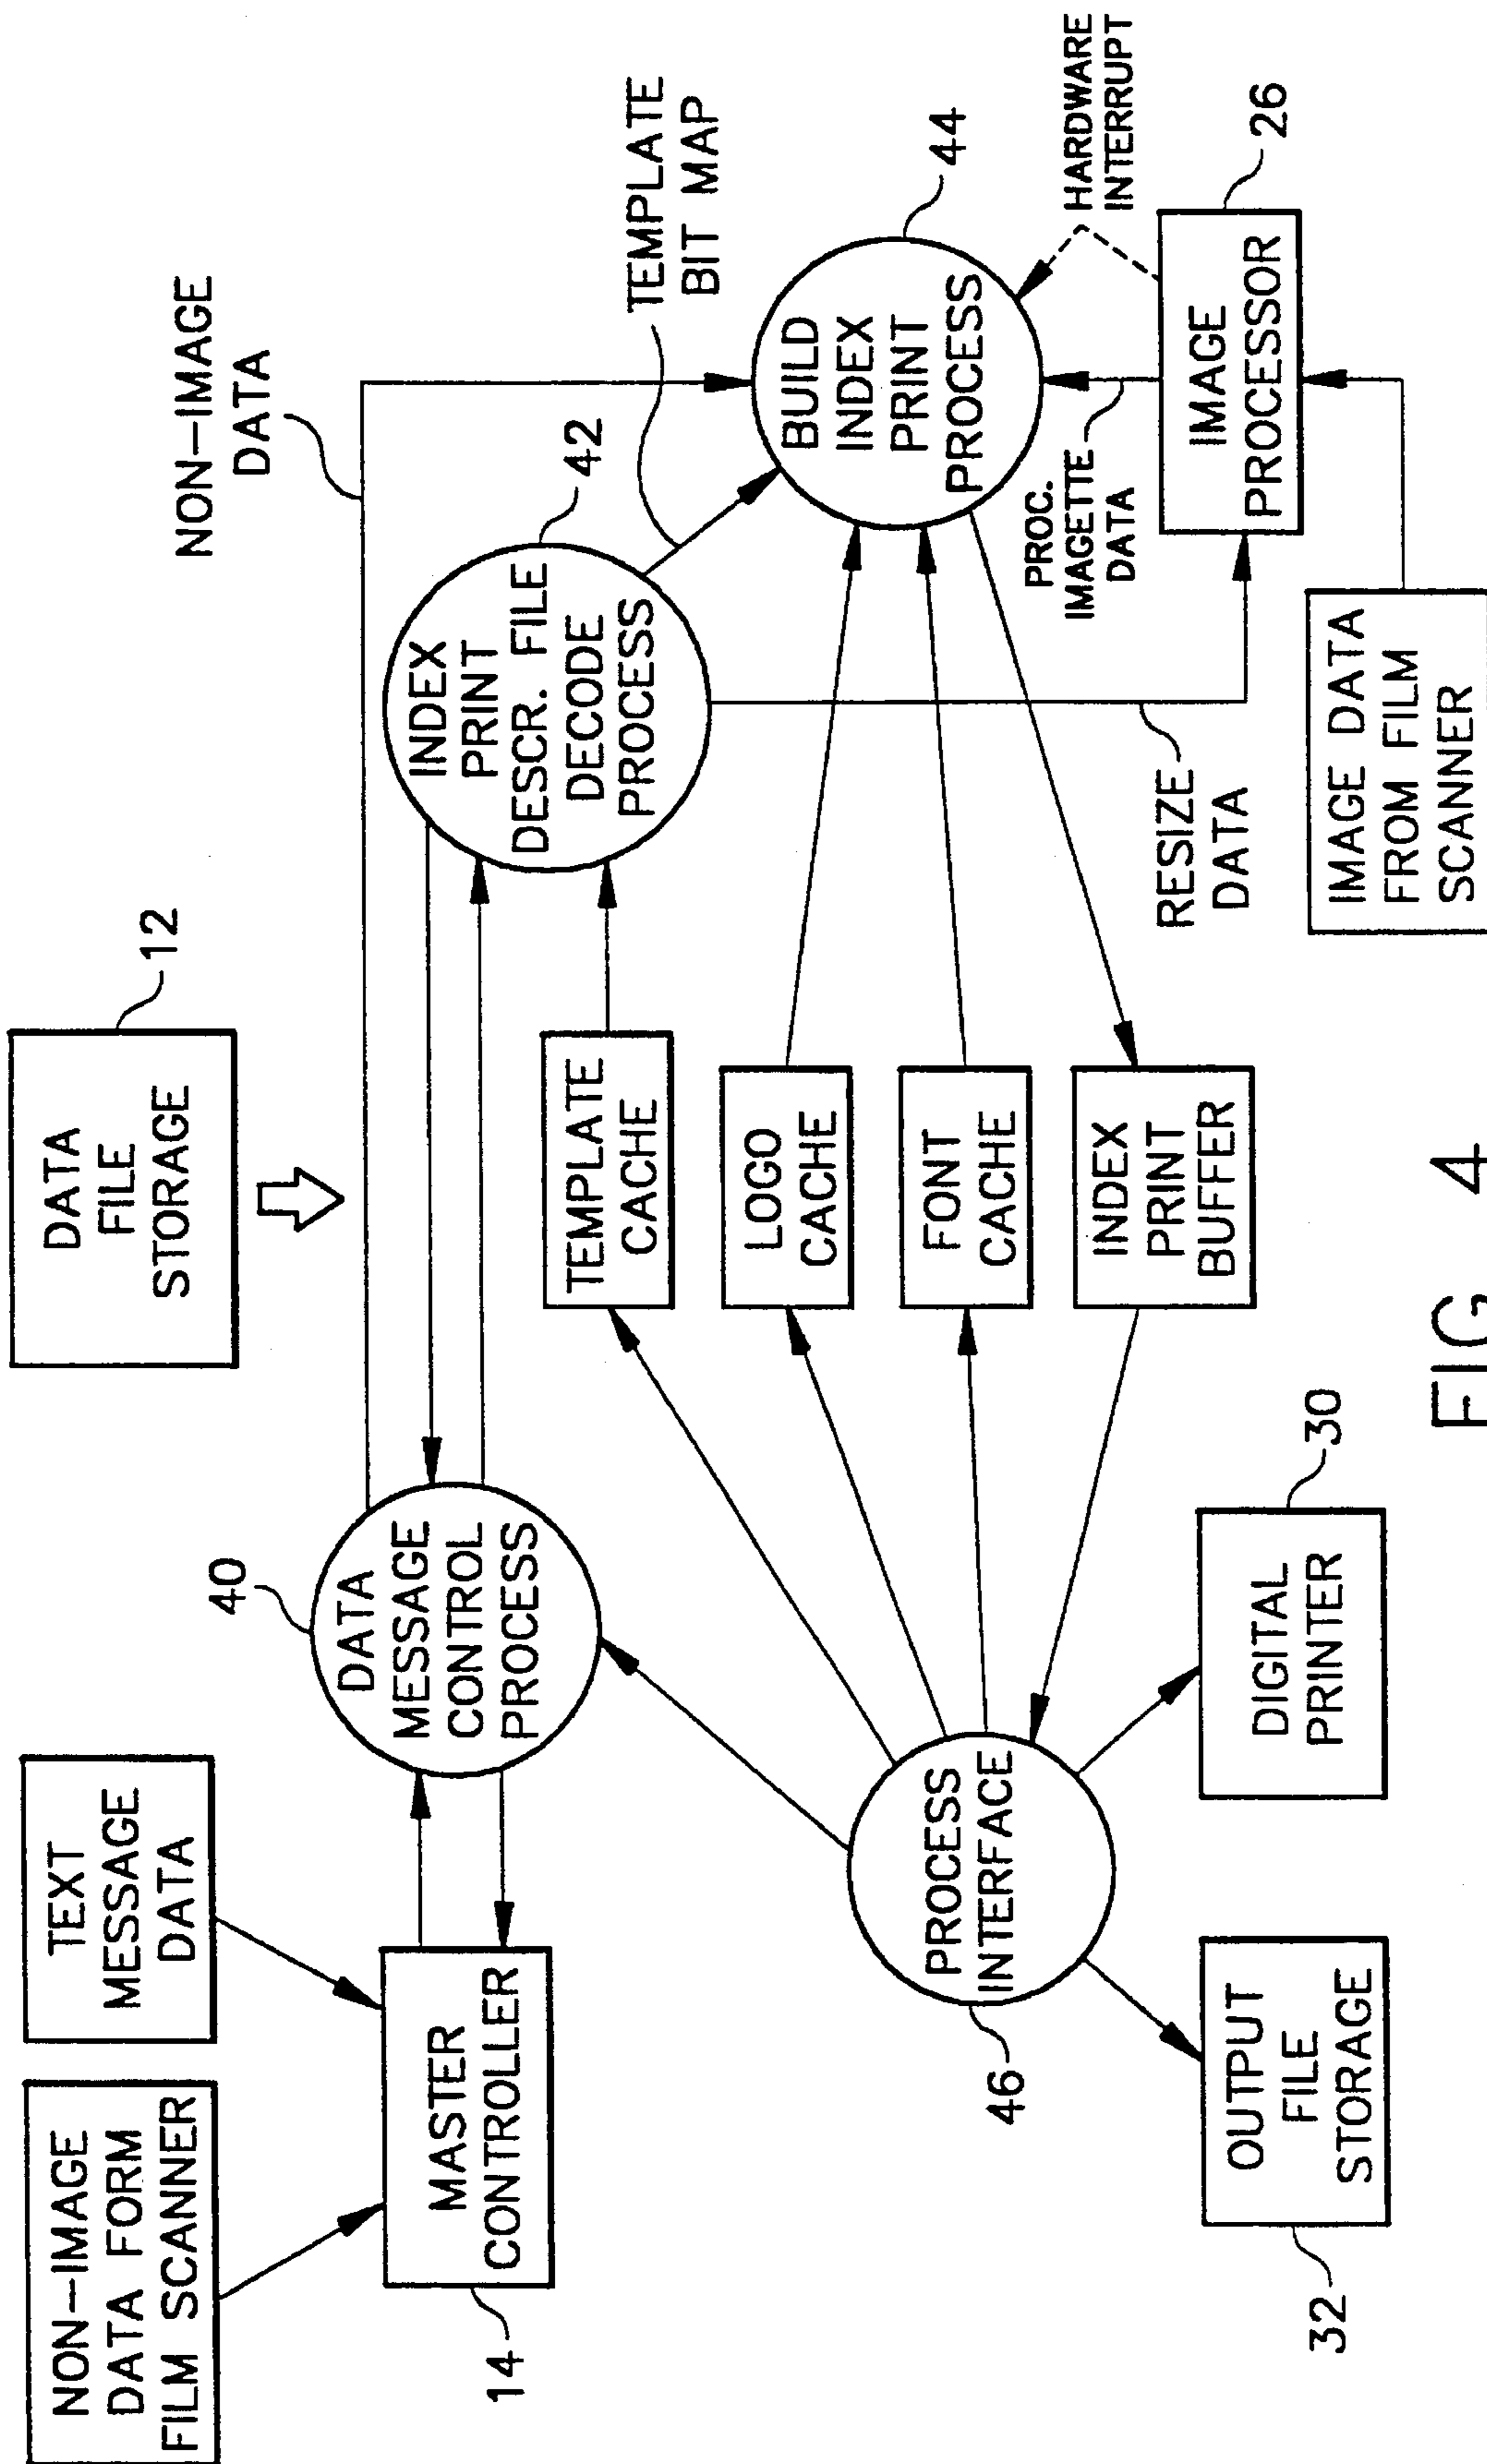 NON-IMAGE
DATA FORM
FILM SCANNER
TEXT
MESSAGE
DATA
MASTER
CONTROLLER
14
40
DATA
MESSAGE
CONTROL
PROCESS
DATA
FILE
STORAGE
12
NON-IMAGE
DATA
INDEX
PRINT
DESCR. FILE
DECODE
PROCESS
42
TEMPLATE
BIT MAP
TEMPLATE
CACHE
LOGO
CACHE
FONT
CACHE
INDEX
PRINT
BUFFER
BUILD
INDEX
PRINT
PROCESS
44
HARDWARE
INTERRUPT
PROC.
IMAGETTE
DATA
IMAGE
PROCESSOR
26
RESIZE
DATA
IMAGE DATA
FROM FILM
SCANNER
PROCESS
INTERFACE
46
OUTPUT
FILE
STORAGE
32
DIGITAL
PRINTER
30
FIG. 4